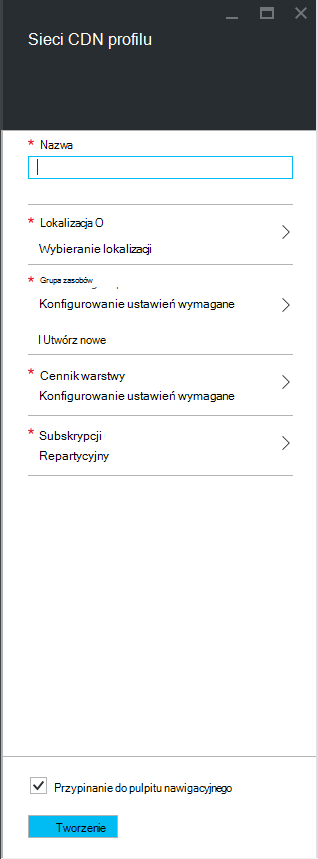 Sieci CDN profilu
* Nazwa
* Lokalizacja O
Wybieranie lokalizacji
* Grupa zasobów
Konfigurowanie ustawień wymagane
I Utwórz nowe
* Cennik warstwy
Konfigurowanie ustawień wymagane
* Subskrypcji
Repartycyjny
Przypinanie do pulpitu nawigacyjnego
Tworzenie